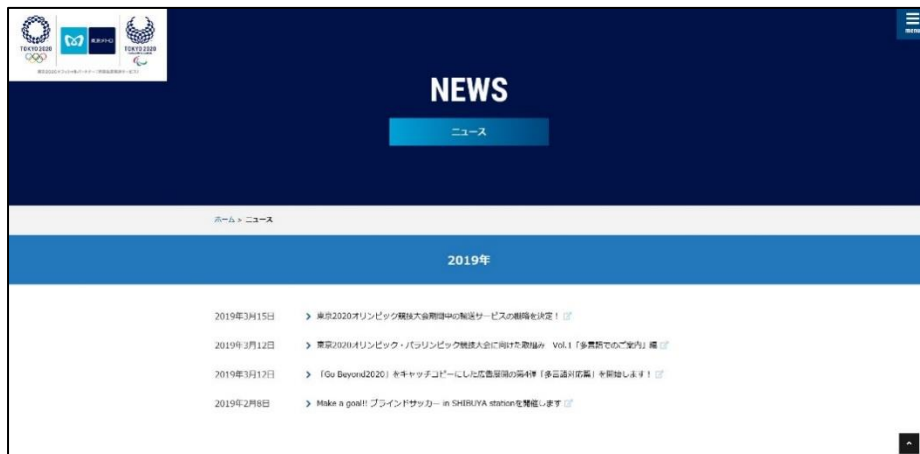 TOKYO 2020
東京メトロ
TOKYO 2020
menu
NEWS
ニュース
ホーム > ニュース
2019年
2019年3月15日 東京2020オリンピック競技大会期間中の輸送サービスの戦略を決定！
2019年3月12日 東京2020オリンピック・パラリンピック競技大会に向けた取組み Vol.1「多言語でのご案内」編
2019年3月12日 「Go Beyond2020」をキャッチコピーにした広告展開の第4弾「多言語対応篇」を開始します！
2019年2月8日 Make a goal!! ブラインドサッカー in SHIBUYA stationを開催します